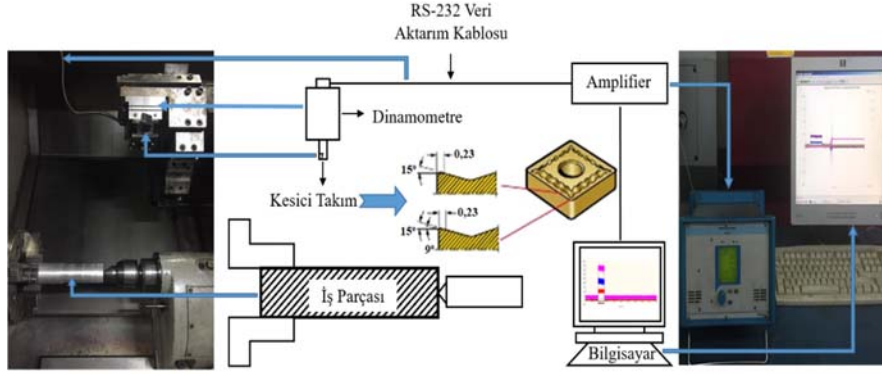 RS-232 Veri
Aktarım Kablosu
Amplifier
Dinamometre
0,23
15°
Kesici Takım
0,23
15°
9°
İş Parçası
Bilgisayar